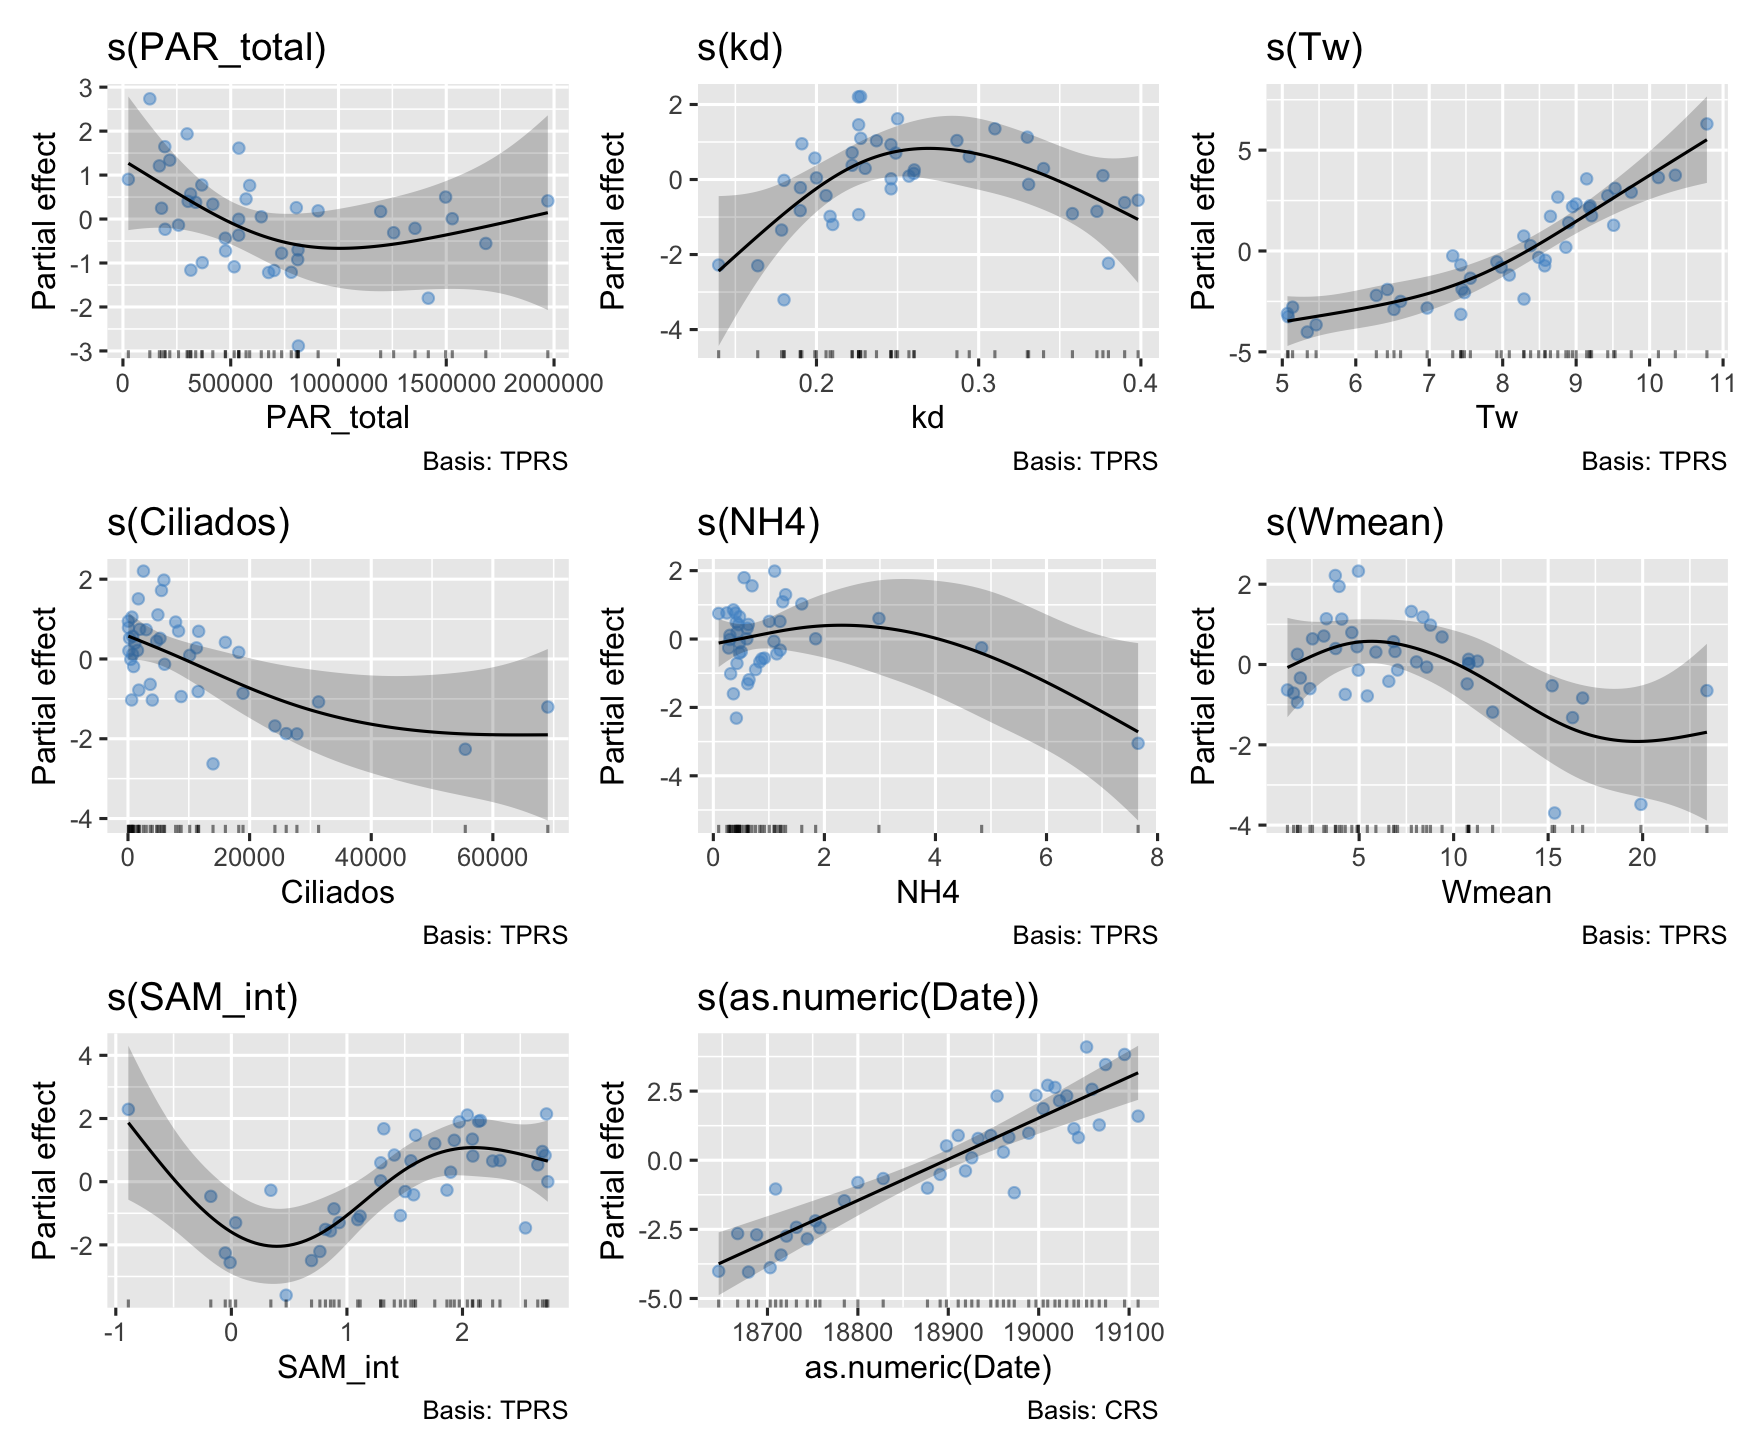 s(PAR_total)
Partial effect
3
2
1
0
-1
-2
-3
0 500000 1000000 1500000 2000000
PAR_total
Basis: TPRS
s(kd)
Partial effect
2
0
-2
-4
0.2 0.3 0.4
kd
Basis: TPRS
s(Tw)
Partial effect
5
0
-5
5 6 7 8 9 10 11
Tw
Basis: TPRS
s(Ciliados)
Partial effect
2
0
-2
-4
0 20000 40000 60000
Ciliados
Basis: TPRS
s(NH4)
Partial effect
2
0
-2
-4
0 2 4 6 8
NH4
Basis: TPRS
s(Wmean)
Partial effect
2
0
-2
-4
5 10 15 20
Wmean
Basis: TPRS
s(SAM_int)
Partial effect
4
2
0
-2
-1 0 1 2
SAM_int
Basis: TPRS
s(as.numeric(Date))
Partial effect
2.5
0.0
-2.5
-5.0
18700 18800 18900 19000 19100
as.numeric(Date)
Basis: CRS